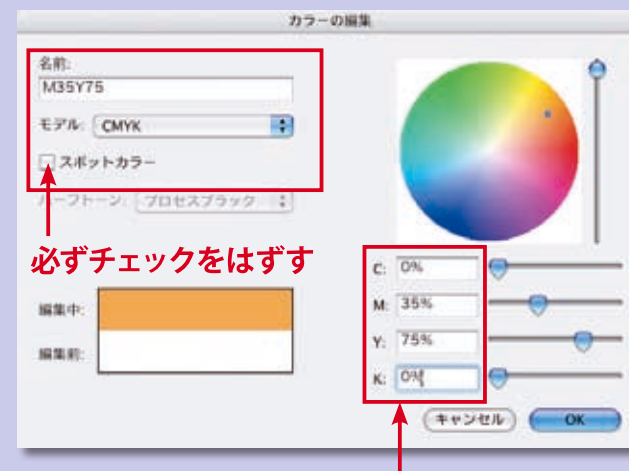 カラーの編集
名前:
M35Y75
モデル: CMYK
スポットカラー
ハーフトーン: プロセスブラック
必ずチェックをはずす
編集中:
編集前:
C: 0%
M: 35%
Y: 75%
K: 0%
キャンセル OK